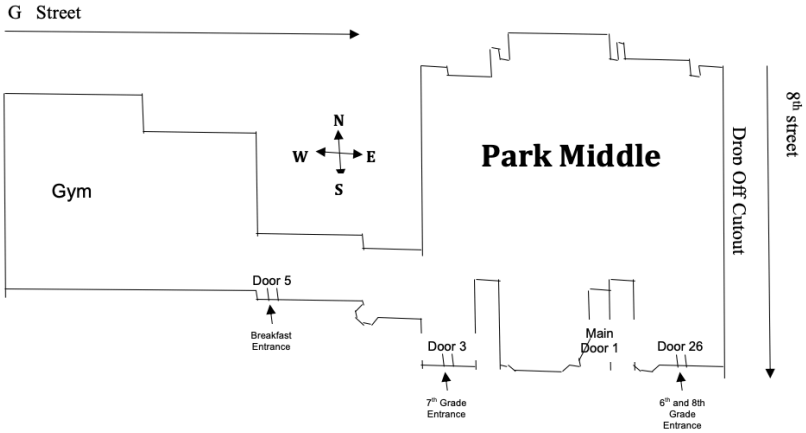 G Street
N
W E
S
Park Middle
Gym
8th street
Drop Off Cutout
Door 5
Breakfast
Entrance
Door 3
7th Grade
Entrance
Main
Door 1
Door 26
6th and 8th
Grade
Entrance